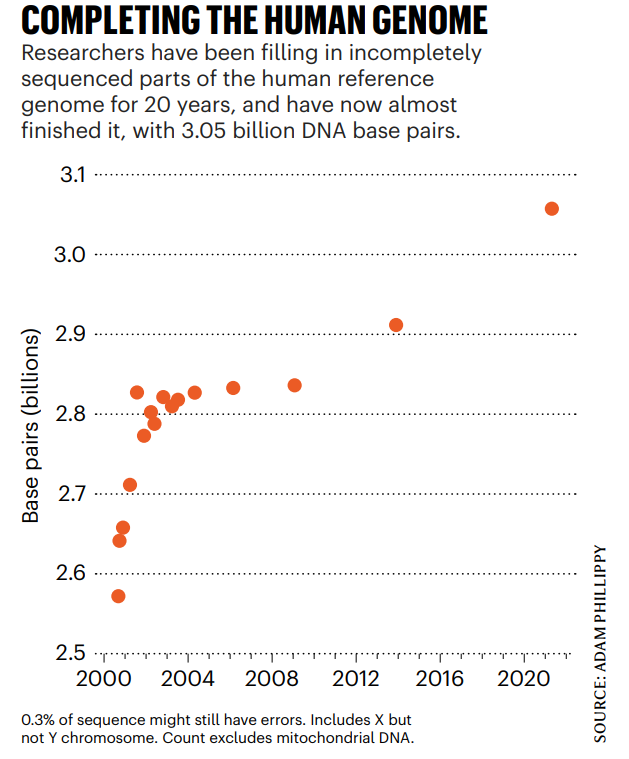 COMPLETING THE HUMAN GENOME
Researchers have been filling in incompletely
sequenced parts of the human reference
genome for 20 years, and have now almost
finished it, with 3.05 billion DNA base pairs.
3.1
3.0
2.9
2.8
2.7
2.6
2.5
Base pairs (billions)
2000 2004 2008 2012 2016 2020
SOURCE: ADAM PHILLIPPY
0.3% of sequence might still have errors. Includes X but
not Y chromosome. Count excludes mitochondrial DNA.